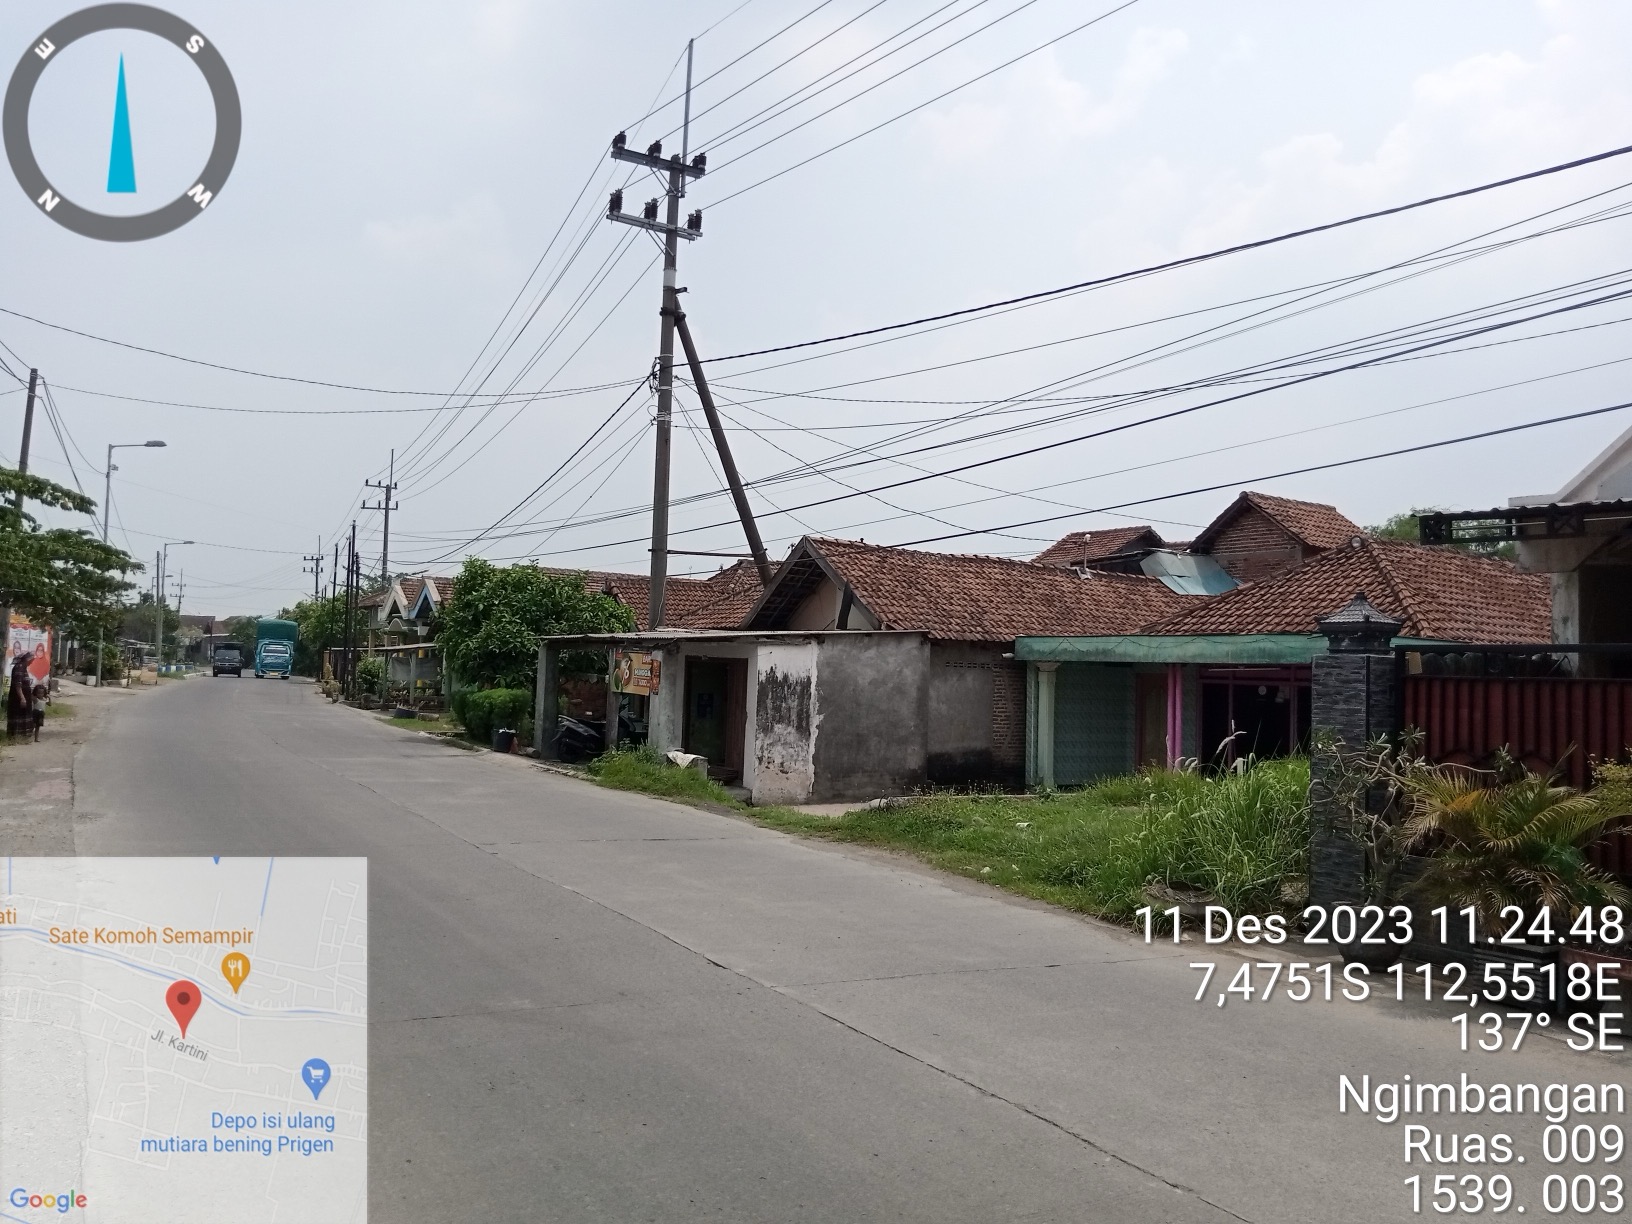 E
S
N
W
11 Des 2023 11.24.48
7,4751S 112,5518E
137° SE
Ngimbangan
Ruas. 009
1539. 003
ati
Sate Komoh Semampir
Jl. Kartini
Depo isi ulang
mutiara bening Prigen
Google